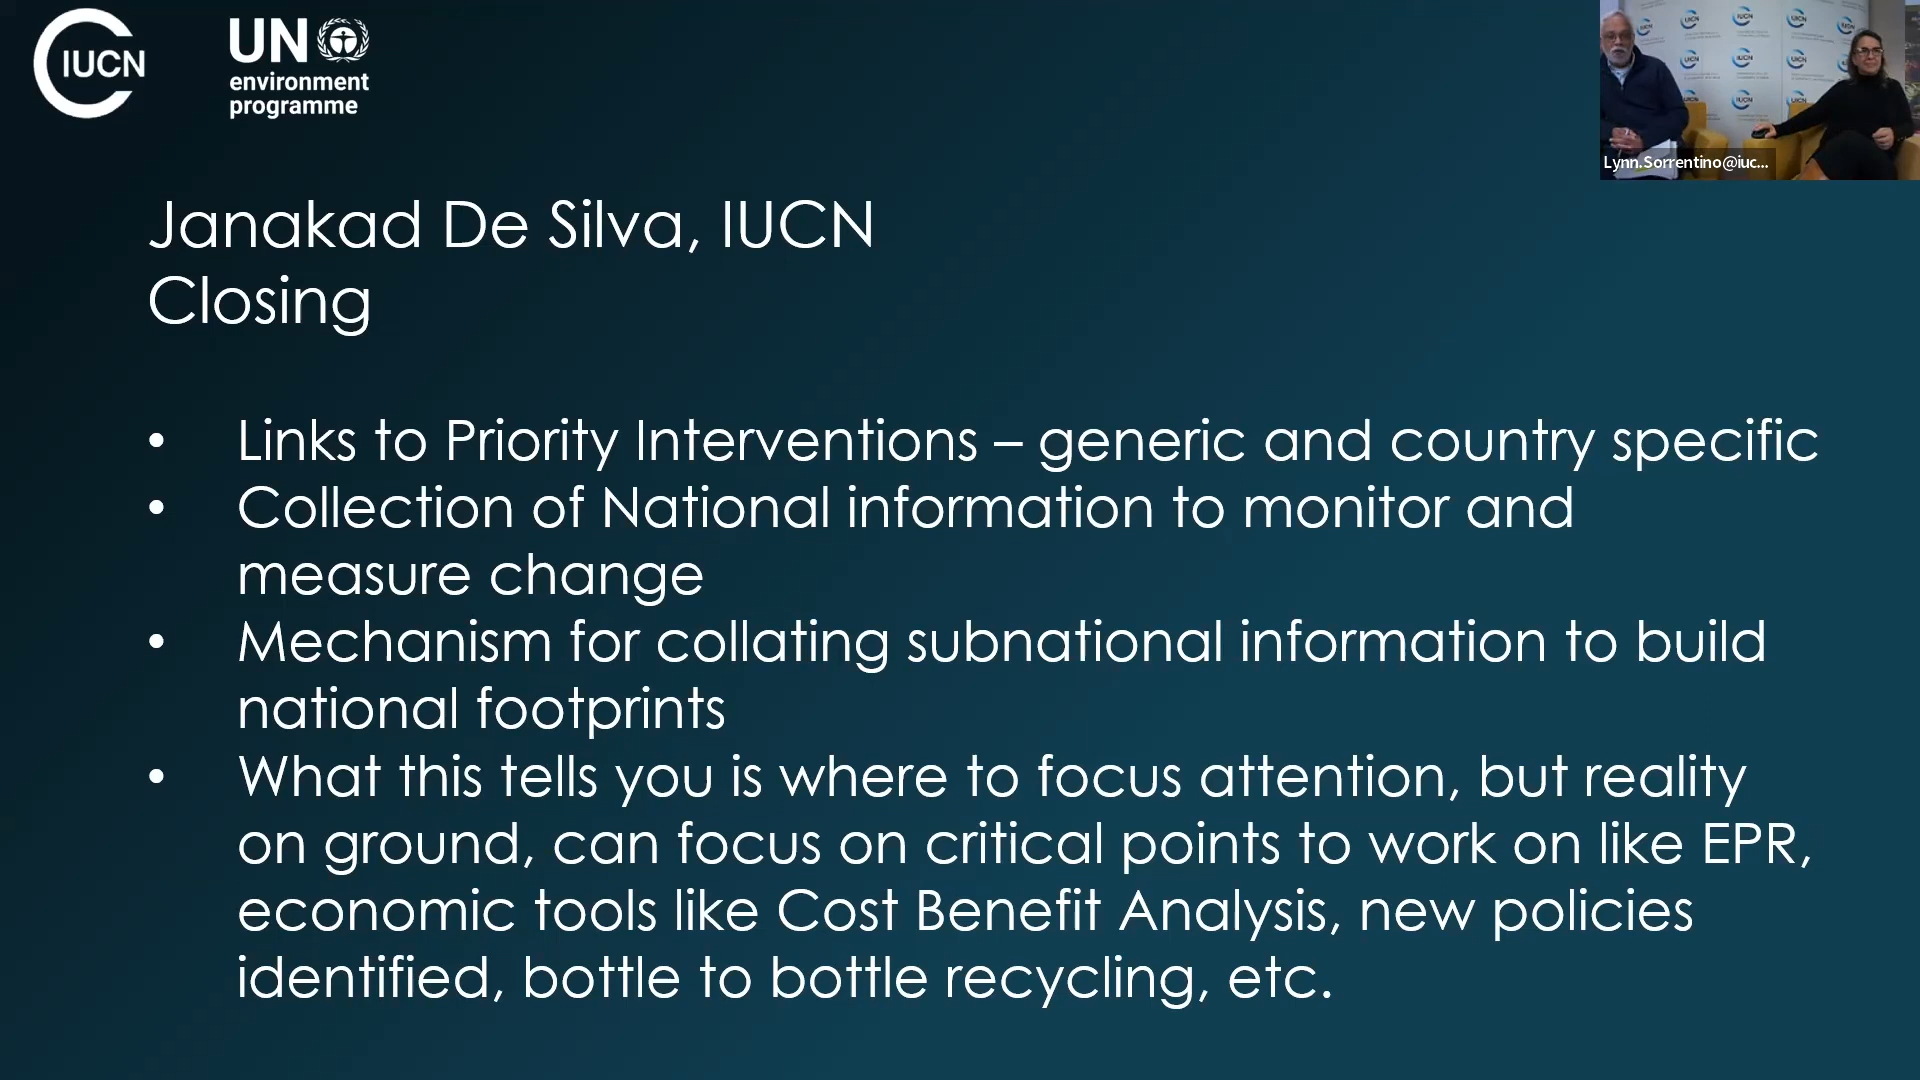 IUCN
UN
environment
programme
Lynn.Sorrentino@iuc...
Janakad De Silva, IUCN
Closing
• Links to Priority Interventions – generic and country specific
• Collection of National information to monitor and
measure change
• Mechanism for collating subnational information to build
national footprints
• What this tells you is where to focus attention, but reality
on ground, can focus on critical points to work on like EPR,
economic tools like Cost Benefit Analysis, new policies
identified, bottle to bottle recycling, etc.